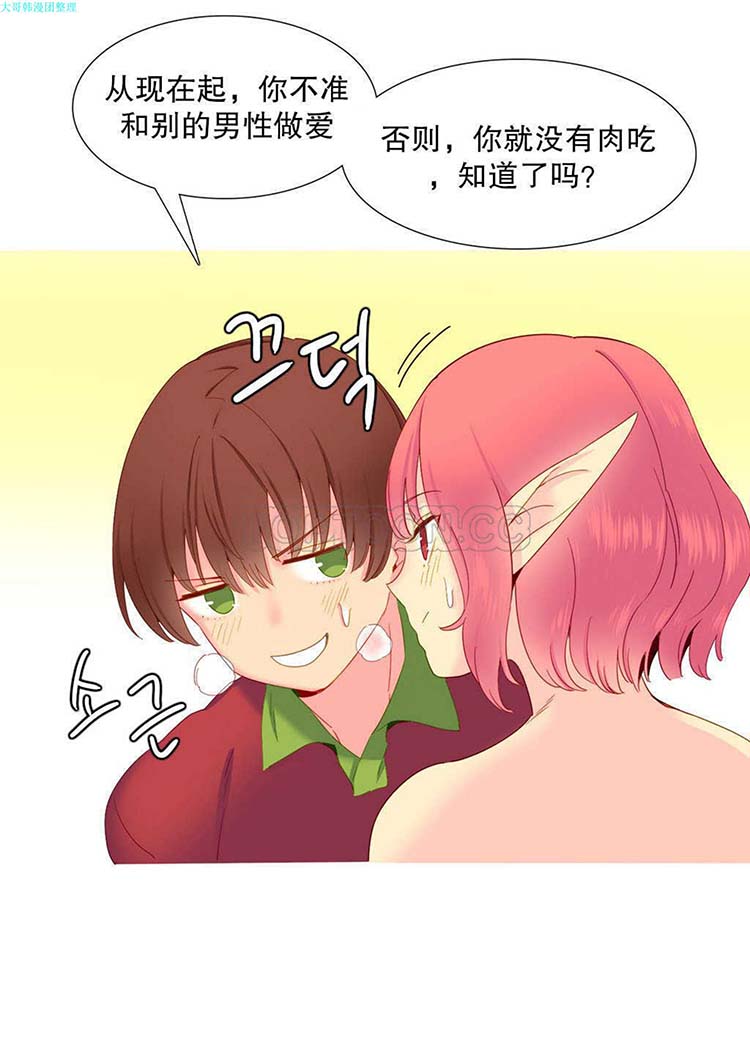 大哥韩漫团整理
从现在起，你不准
和别的男性做爱
否则，你就没有肉吃
，知道了吗?
끄덕
소근